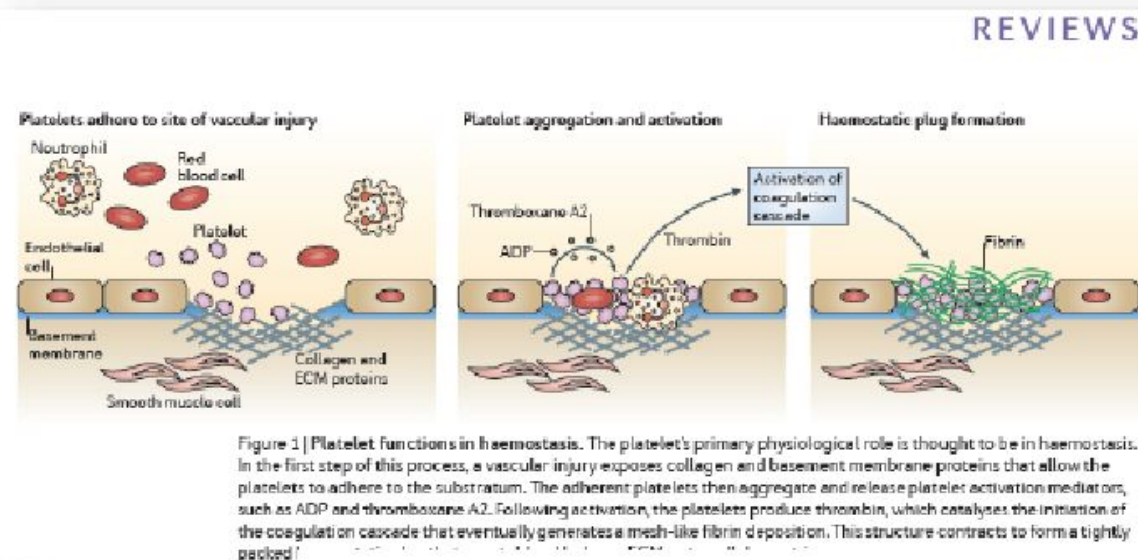 REVIEWS
Platelets adhere to site of vascular injury
Platelet aggregation and activation
Haemostatic plug formation
Neutrophil
Red
blood cell
Platelet
Endothelial
cell
Basement
membrane
Collagen and
ECM proteins
Smooth muscle cell
Thromboxane A2
ADP
Thrombin
Activation of
coagulation
cascade
Fibrin
Figure 1 | Platelet functions in haemostasis. The platelet's primary physiological role is thought to be in haemostasis.
In the first step of this process, a vascular injury exposes collagen and basement membrane proteins that allow the
platelets to adhere to the substratum. The adherent platelets then aggregate and release platelet activation mediators,
such as ADP and thromboxane A2. Following activation, the platelets produce thrombin, which catalyses the initiation of
the coagulation cascade that eventually generates a mesh-like fibrin deposition. This structure contracts to form a tightly
packed